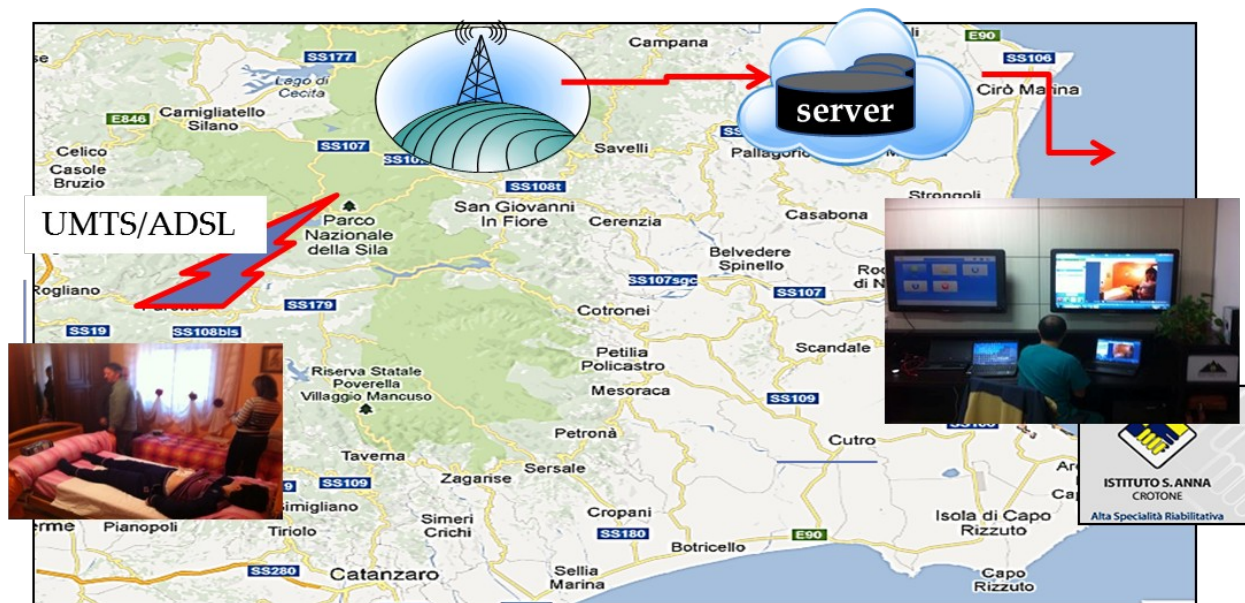 SS177
Campana
E90
SS106
Lago di
Cecita
Cirò Marina
server
Camigliatello
Silano
E846
SS107
Savelli
Pallagorio
Celico
Casole
Bruzio
SS108t
Strongoli
San Giovanni
In Fiore
UMTS/ADSL
Parco
Nazionale
della Sila
Cerenzia
Casabona
Belvedere
Spinello
Rogliano
SS179
SS107sgc
SS107
SS19
SS108bis
Cotronei
Scandale
Petilia
Policastro
Riserva Statale
Poverella
Villaggio Mancuso
Mesoraca
SS109
Petronà
Cutro
Taverna
Zagarise
Sersale
SS109
ISTITUTO S.ANNA
CROTONE
Alta Specialità Riabilitativa
Pianopoli
Tiriolo
Simeri
Crichi
Cropani
Isola di Capo
Rizzuto
SS180
E90
Botricello
SS280
Catanzaro
Sellia
Marina
Capo
Rizzuto